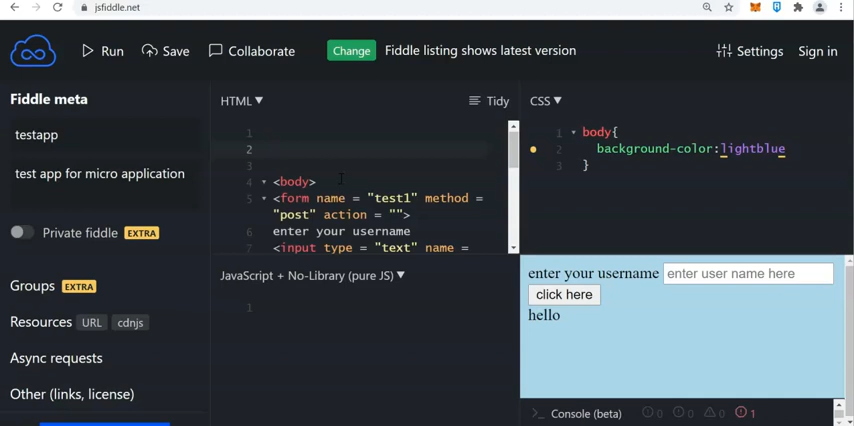 jsfiddle.net
Run Save Collaborate Change Fiddle listing shows latest version Settings Sign in
Fiddle meta
testapp
test app for micro application
Private fiddle EXTRA
Groups EXTRA
Resources URL cdnjs
Async requests
Other (links, license)
HTML▼ Tidy
1
2
3
4 ▾ <body>
5 ▾ <form name = "test1" method =
"post" action = "">
6 enter your username
7 <input type = "text" name =
JavaScript + No-Library (pure JS) ▼
1
CSS▼
1 ▾ body{
2 background-color:lightblue
3 }
enter your username enter user name here
click here
hello
>_ Console (beta) 0 0 0 1